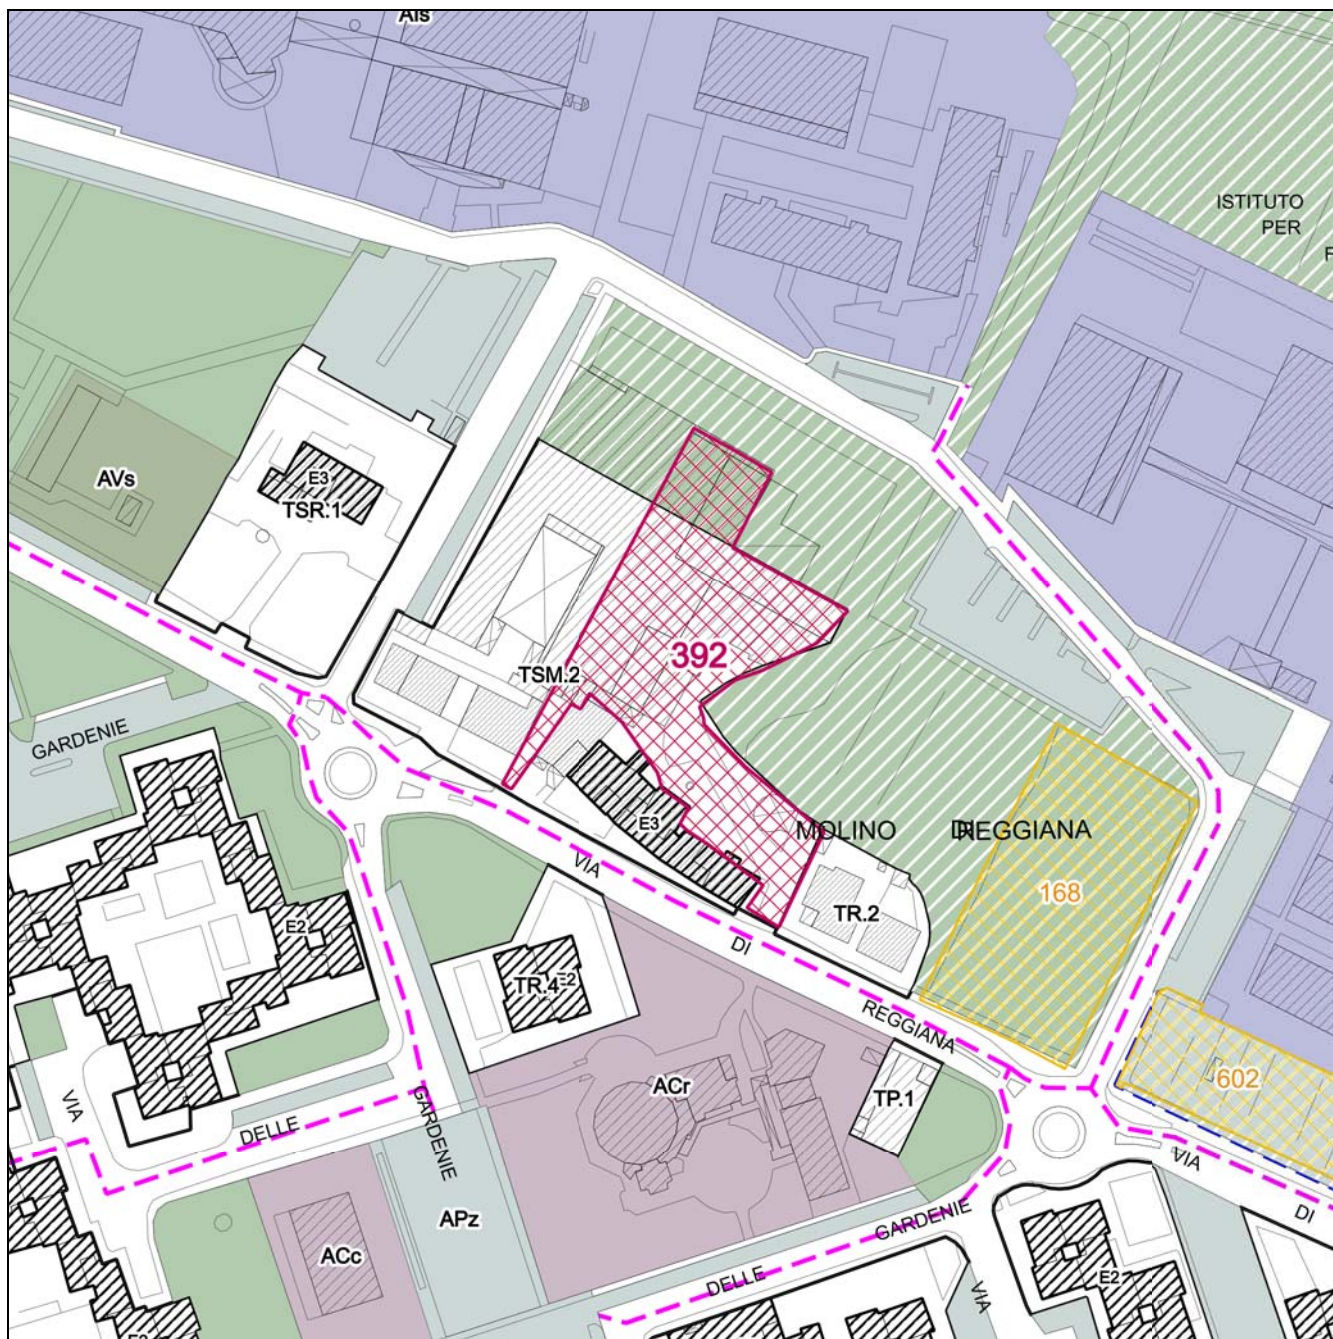 AIs
ISTITUTO
PER
F
AVs
E3
TSR.1
392
TSM.2
GARDENIE
E3
MOLINO DI REGGIANA
168
VIA
E2
TR.2
DI
TR.4
E2
REGGIANA
ACr
TP.1
602
VIA
DELLE
GARDENIE
VIA
DI
APz
GARDENIE
ACc
DELLE
VIA
E2
E2